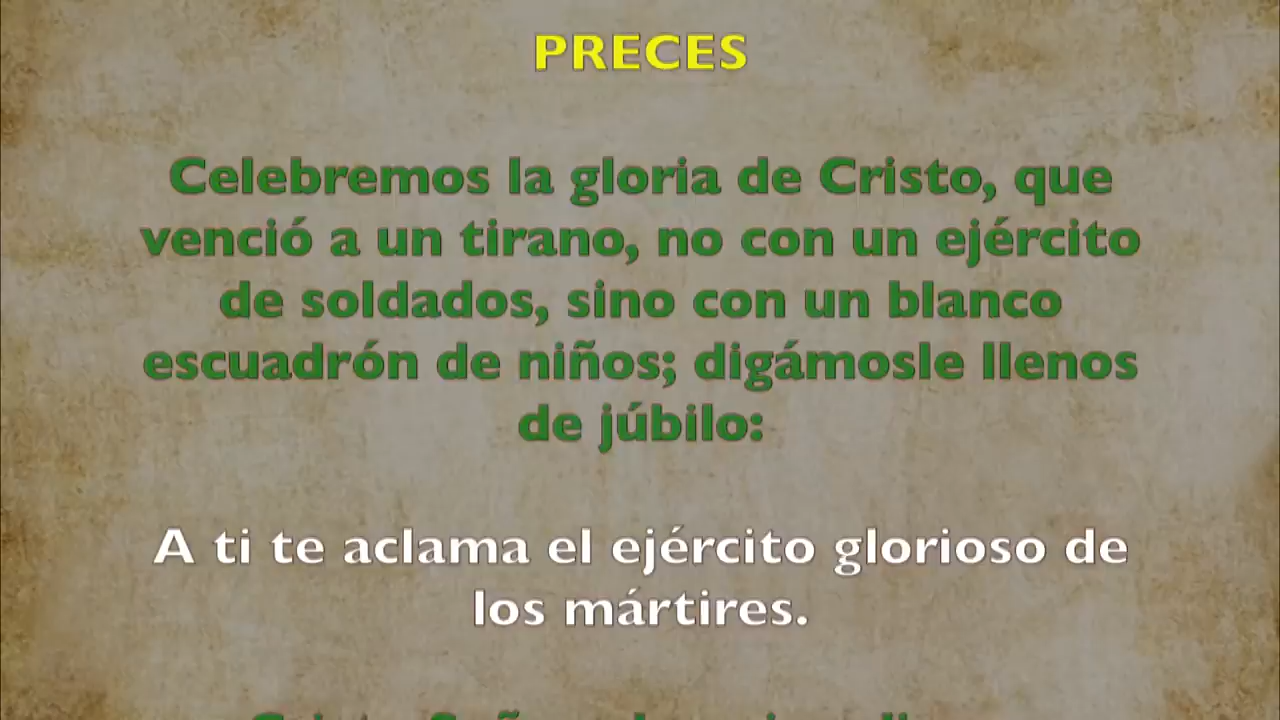 PRECES
Celebremos la gloria de Cristo, que
venció a un tirano, no con un ejército
de soldados, sino con un blanco
escuadrón de niños; digámosle llenos
de júbilo:
A ti te aclama el ejército glorioso de
los mártires.